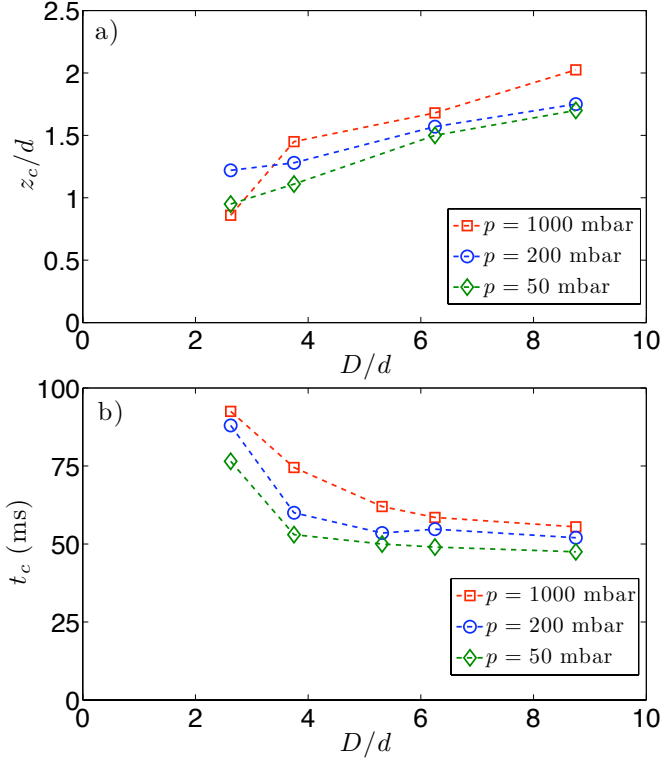 a)
2.5
2
1.5
1
0.5
0
z_c/d
p = 1000 mbar
p = 200 mbar
p = 50 mbar
0 2 4 6 8 10
D/d
b)
100
75
50
25
0
t_c (ms)
p = 1000 mbar
p = 200 mbar
p = 50 mbar
0 2 4 6 8 10
D/d